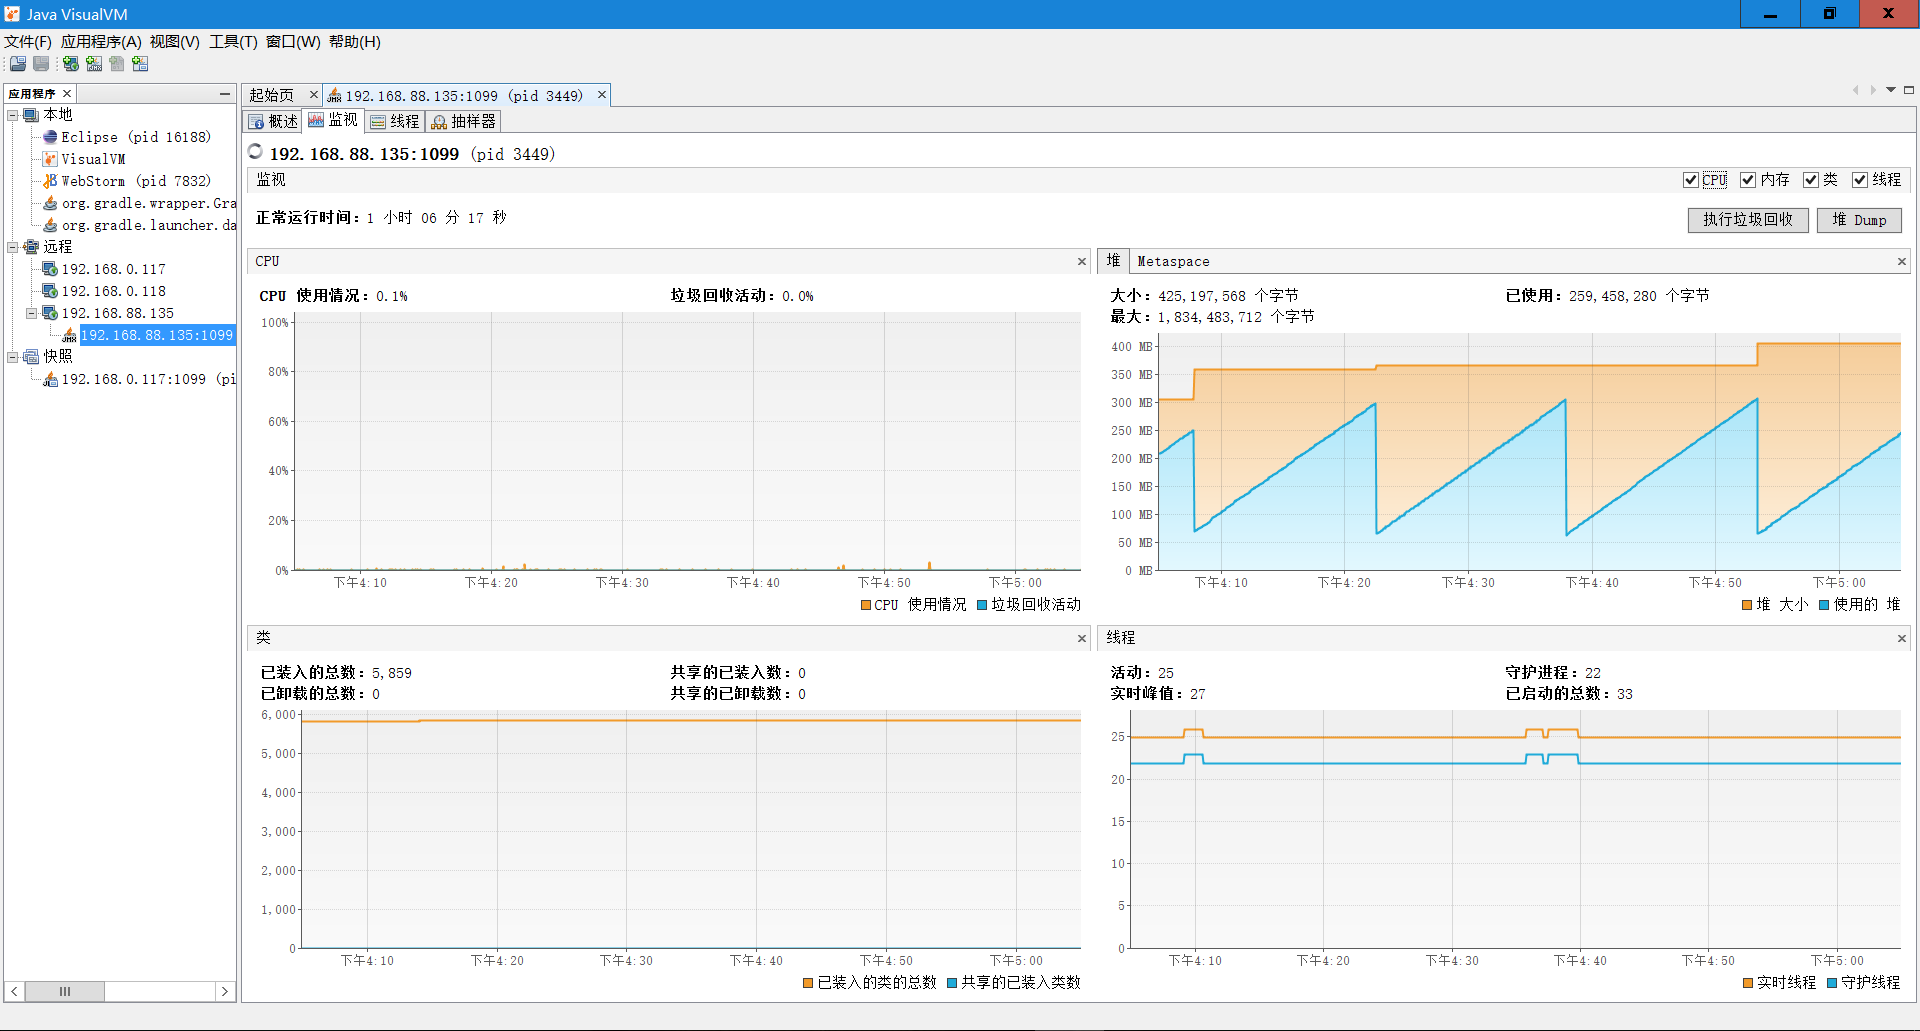 Java VisualVM
文件(F) 应用程序(A) 视图(V) 工具(T) 窗口(W) 帮助(H)
应用程序
本地
Eclipse (pid 16188)
VisualVM
WebStorm (pid 7832)
org.gradle.wrapper.Gra
org.gradle.launcher.da
远程
192.168.0.117
192.168.0.118
192.168.88.135
192.168.88.135:1099
快照
192.168.0.117:1099 (pi
起始页 192.168.88.135:1099 (pid 3449)
概述 监视 线程 抽样器
192.168.88.135:1099 (pid 3449)
监视 CPU 内存 类 线程
正常运行时间: 1 小时 06 分 17 秒
执行垃圾回收 堆 Dump
CPU
CPU 使用情况: 0.1% 垃圾回收活动: 0.0%
100%
80%
60%
40%
20%
0%
下午4:10 下午4:20 下午4:30 下午4:40 下午4:50 下午5:00
CPU 使用情况 垃圾回收活动
堆 Metaspace
大小: 425,197,568 个字节 已使用: 259,458,280 个字节
最大: 1,834,483,712 个字节
400 MB
350 MB
300 MB
250 MB
200 MB
150 MB
100 MB
50 MB
0 MB
下午4:10 下午4:20 下午4:30 下午4:40 下午4:50 下午5:00
堆 大小 使用的 堆
类
已装入的总数: 5,859 共享的已装入数: 0
已卸载的总数: 0 共享的已卸载数: 0
6,000
5,000
4,000
3,000
2,000
1,000
0
下午4:10 下午4:20 下午4:30 下午4:40 下午4:50 下午5:00
已装入的类的总数 共享的已装入类数
线程
活动: 25 守护进程: 22
实时峰值: 27 已启动的总数: 33
25
20
15
10
5
0
下午4:10 下午4:20 下午4:30 下午4:40 下午4:50 下午5:00
实时线程 守护线程